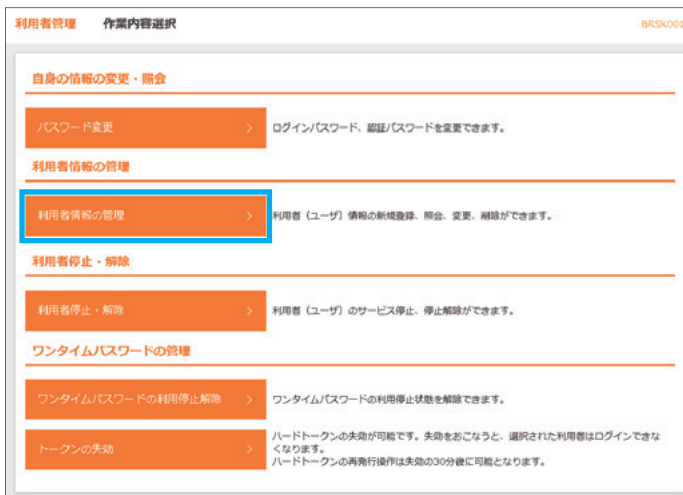 利用者管理 作業内容選択 BRSK001
自身の情報の変更・照会
パスワード変更 ログインパスワード、認証パスワードを変更できます。
利用者情報の管理
利用者情報の管理 利用者（ユーザ）情報の新規登録、照会、変更、削除ができます。
利用者停止・解除
利用者停止・解除 利用者（ユーザ）のサービス停止、停止解除ができます。
ワンタイムパスワードの管理
ワンタイムパスワードの利用停止解除 ワンタイムパスワードの利用停止状態を解除できます。
トークンの失効 ハードトークンの失効が可能です。失効をおこなうと、選択された利用者はログインできな
くなります。
ハードトークンの再発行操作は失効の30分後に可能となります。